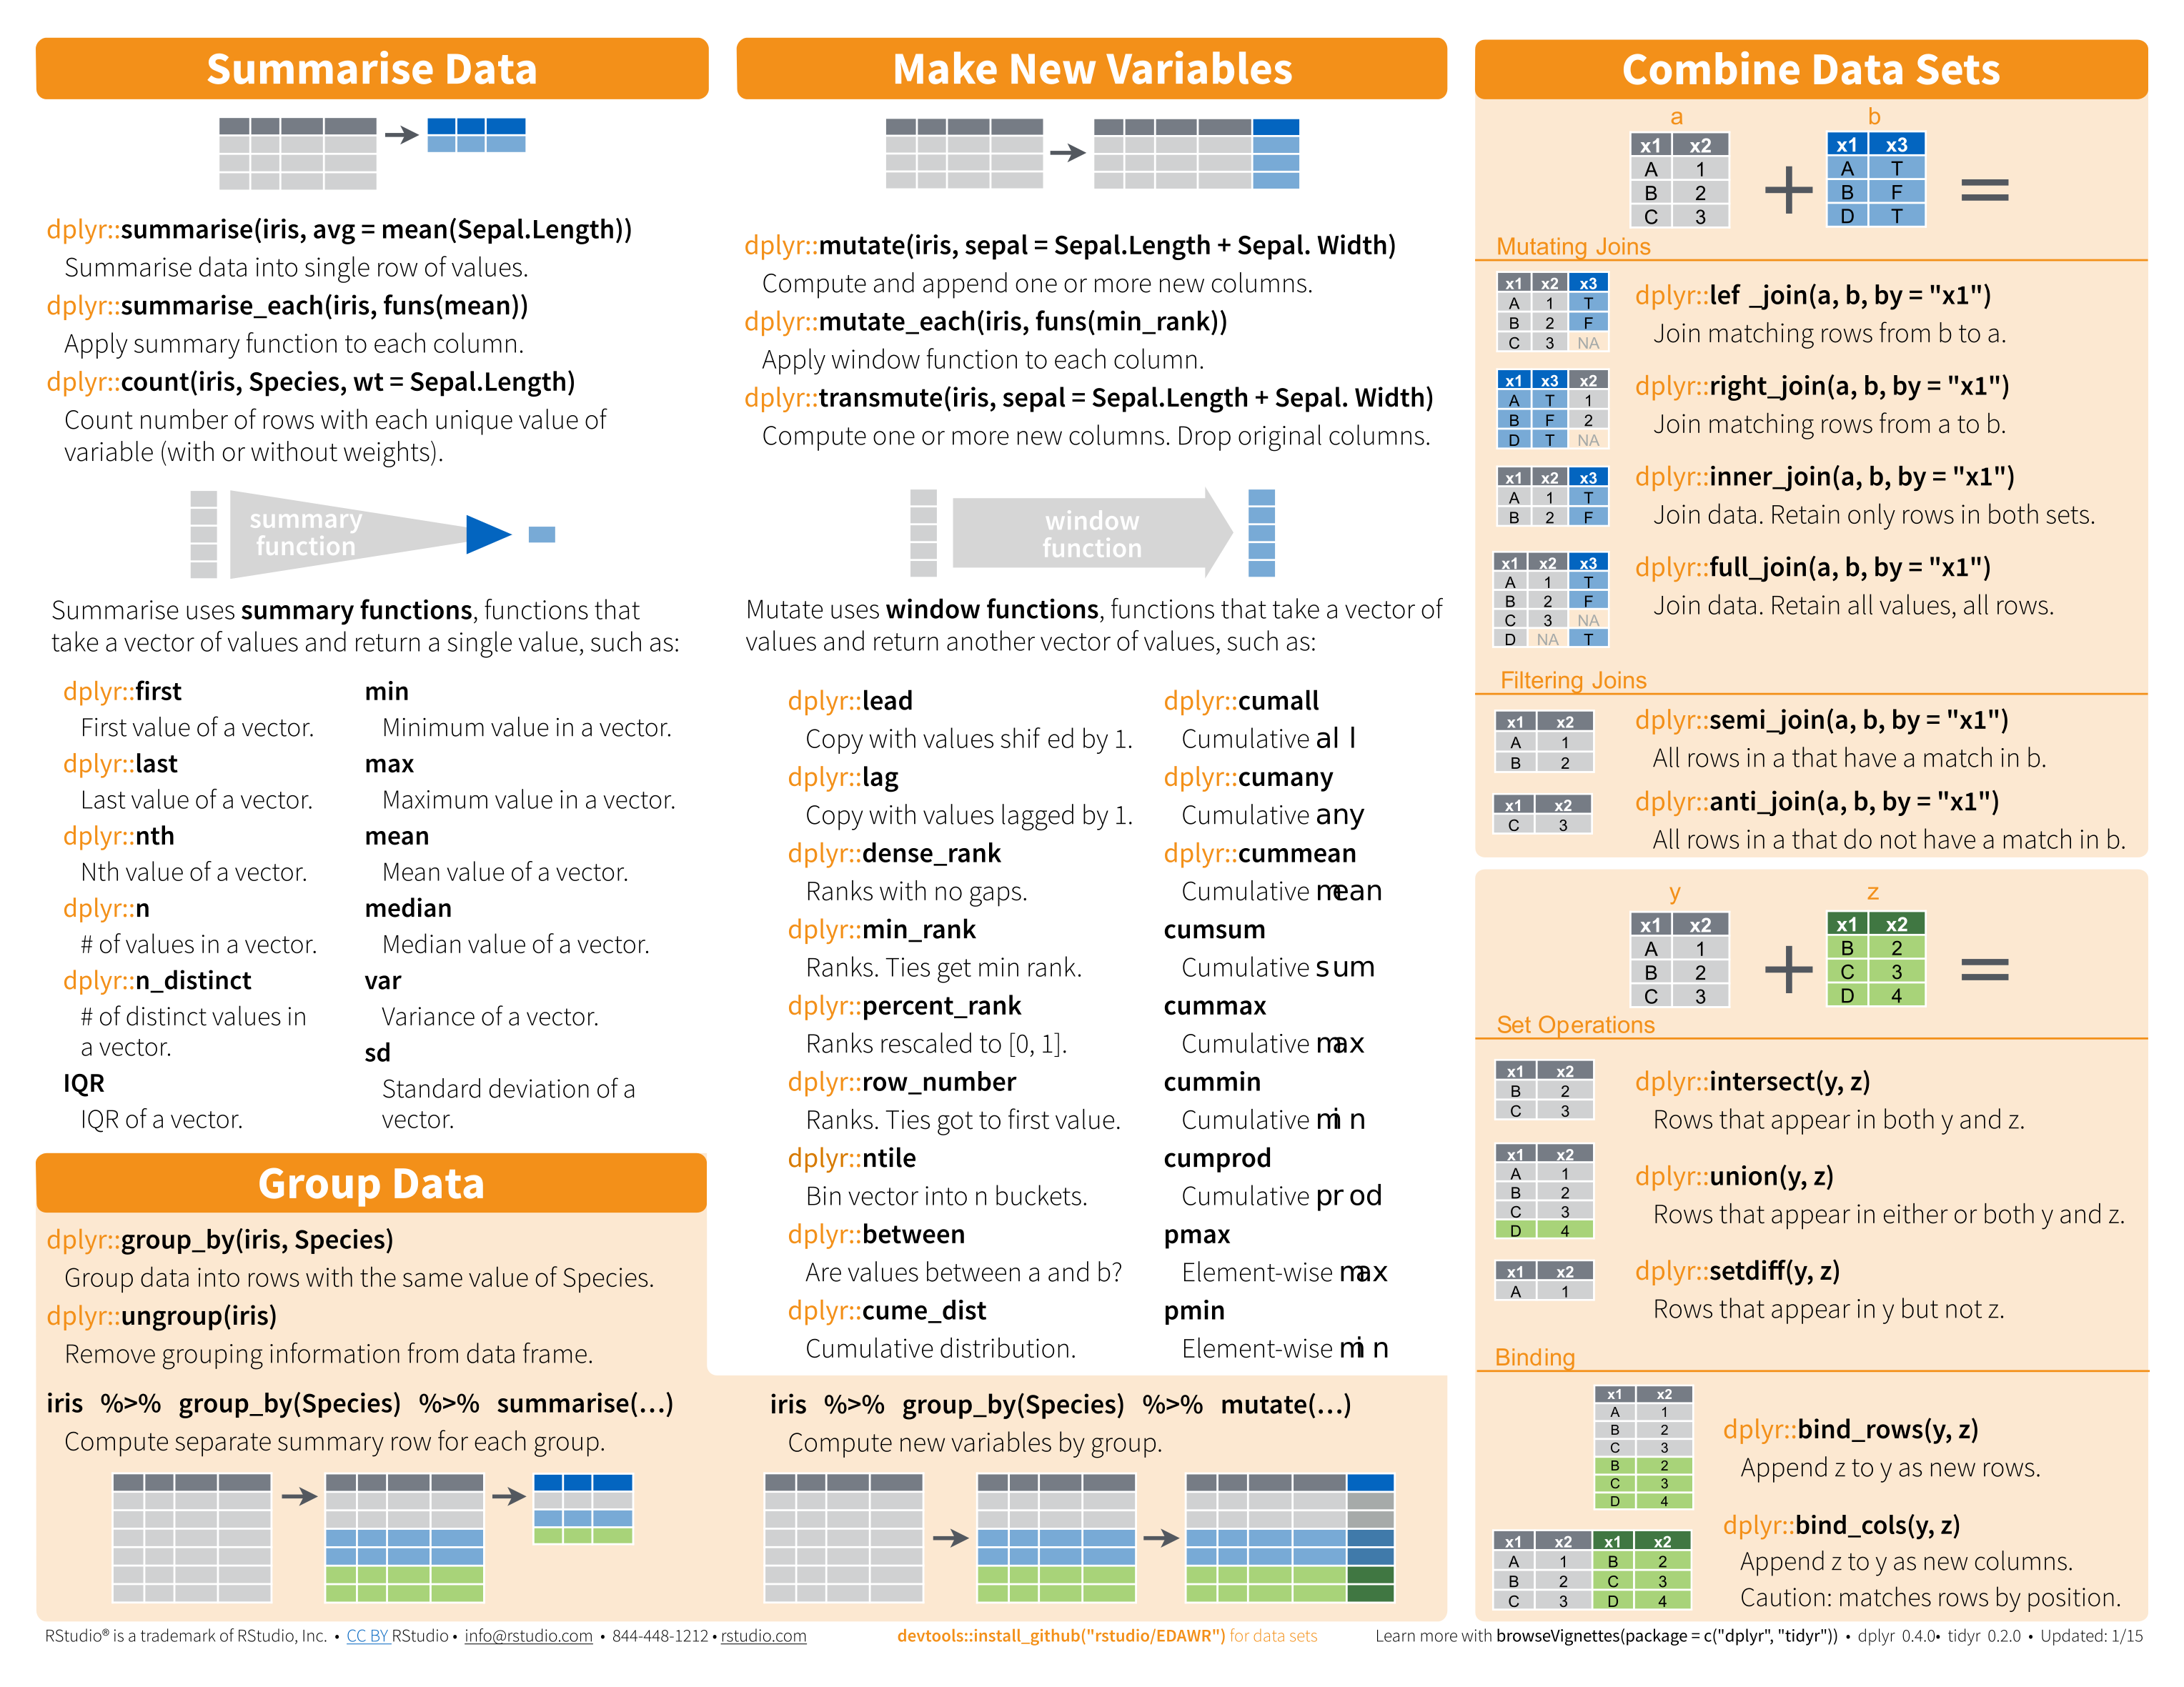 Summarise Data
dplyr::summarise(iris, avg = mean(Sepal.Length))
Summarise data into single row of values.
dplyr::summarise_each(iris, funs(mean))
Apply summary function to each column.
dplyr::count(iris, Species, wt = Sepal.Length)
Count number of rows with each unique value of
variable (with or without weights).
summary
function
Summarise uses summary functions, functions that
take a vector of values and return a single value, such as:
dplyr::first
First value of a vector.
dplyr::last
Last value of a vector.
dplyr::nth
Nth value of a vector.
dplyr::n
# of values in a vector.
dplyr::n_distinct
# of distinct values in
a vector.
IQR
IQR of a vector.
min
Minimum value in a vector.
max
Maximum value in a vector.
mean
Mean value of a vector.
median
Median value of a vector.
var
Variance of a vector.
sd
Standard deviation of a
vector.
Group Data
dplyr::group_by(iris, Species)
Group data into rows with the same value of Species.
dplyr::ungroup(iris)
Remove grouping information from data frame.
iris %>% group_by(Species) %>% summarise(…)
Compute separate summary row for each group.
Make New Variables
dplyr::mutate(iris, sepal = Sepal.Length + Sepal. Width)
Compute and append one or more new columns.
dplyr::mutate_each(iris, funs(min_rank))
Apply window function to each column.
dplyr::transmute(iris, sepal = Sepal.Length + Sepal. Width)
Compute one or more new columns. Drop original columns.
window
function
Mutate uses window functions, functions that take a vector of
values and return another vector of values, such as:
dplyr::lead
Copy with values shif ed by 1.
dplyr::lag
Copy with values lagged by 1.
dplyr::dense_rank
Ranks with no gaps.
dplyr::min_rank
Ranks. Ties get min rank.
dplyr::percent_rank
Ranks rescaled to [0, 1].
dplyr::row_number
Ranks. Ties got to first value.
dplyr::ntile
Bin vector into n buckets.
dplyr::between
Are values between a and b?
dplyr::cume_dist
Cumulative distribution.
dplyr::cumall
Cumulative all
dplyr::cumany
Cumulative any
dplyr::cummean
Cumulative mean
cumsum
Cumulative sum
cummax
Cumulative max
cummin
Cumulative min
cumprod
Cumulative prod
pmax
Element-wise max
pmin
Element-wise min
iris %>% group_by(Species) %>% mutate(…)
Compute new variables by group.
Combine Data Sets
a b
x1 x2 x1 x3
A 1 A T
B 2 + B F =
C 3 D T
Mutating Joins
x1 x2 x3
A 1 T
B 2 F
C 3 NA
dplyr::lef _join(a, b, by = "x1")
Join matching rows from b to a.
x1 x3 x2
A T 1
B F 2
D T NA
dplyr::right_join(a, b, by = "x1")
Join matching rows from a to b.
x1 x2 x3
A 1 T
B 2 F
dplyr::inner_join(a, b, by = "x1")
Join data. Retain only rows in both sets.
x1 x2 x3
A 1 T
B 2 F
C 3 NA
D NA T
dplyr::full_join(a, b, by = "x1")
Join data. Retain all values, all rows.
Filtering Joins
x1 x2
A 1
B 2
dplyr::semi_join(a, b, by = "x1")
All rows in a that have a match in b.
x1 x2
C 3
dplyr::anti_join(a, b, by = "x1")
All rows in a that do not have a match in b.
y z
x1 x2 x1 x2
A 1 B 2
B 2 + C 3 =
C 3 D 4
Set Operations
x1 x2
B 2
C 3
dplyr::intersect(y, z)
Rows that appear in both y and z.
x1 x2
A 1
B 2
C 3
D 4
dplyr::union(y, z)
Rows that appear in either or both y and z.
x1 x2
A 1
dplyr::setdiff(y, z)
Rows that appear in y but not z.
Binding
x1 x2
A 1
B 2
C 3
B 2
C 3
D 4
dplyr::bind_rows(y, z)
Append z to y as new rows.
x1 x2 x1 x2
A 1 B 2
B 2 C 3
C 3 D 4
dplyr::bind_cols(y, z)
Append z to y as new columns.
Caution: matches rows by position.
RStudio® is a trademark of RStudio, Inc. • CC BY RStudio • info@rstudio.com • 844-448-1212 • rstudio.com
devtools::install_github("rstudio/EDAWR") for data sets
Learn more with browseVignettes(package = c("dplyr", "tidyr")) • dplyr 0.4.0• tidyr 0.2.0 • Updated: 1/15